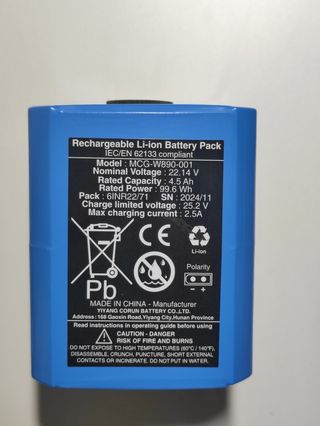 Rechargeable Li-ion Battery Pack
IEC/EN 62133 compliant
Model : MCG-W890-001
Nominal Voltage : 22.14 V
Rated Capacity : 4.5 Ah
Rated Power : 99.6 Wh
Pack : 6INR22/71 SN : 2024/11
Charge limited voltage : 25.2 V
Max charging current : 2.5A
Li-ion
Polarity
- +
Pb
MADE IN CHINA - Manufacturer
YIYANG CORUN BATTERY CO.,LTD.
Address : 168 Gaoxin Road,Yiyang City,Hunan Province
Read instructions in operating guide before using
CAUTION
RISK OF FIRE AND BURNS
DO NOT EXPOSE TO HIGH TEMPERATURES (60°C / 140°F),
DISASSEMBLE, CRUNCH, PUNCTURE, SHORT EXTERNAL
CONTACTS OR INCINERATE. DO NOT PUT IN WATER.